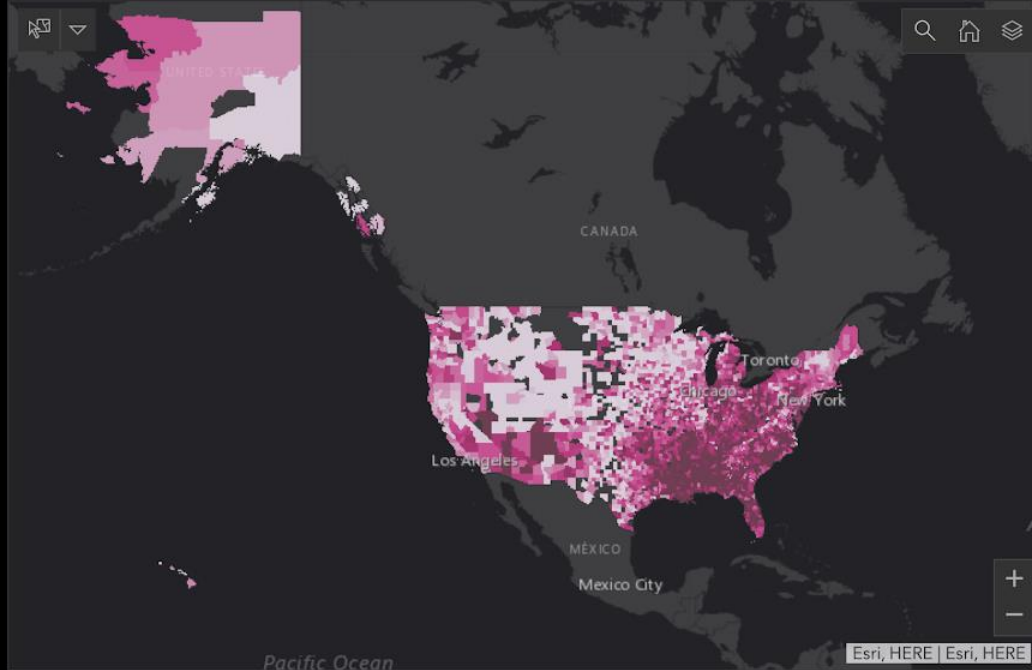 UNITED STATES
CANADA
Toronto
Chicago
New York
Los Angeles
MÉXICO
Mexico City
Pacific Ocean
Esri, HERE | Esri, HERE